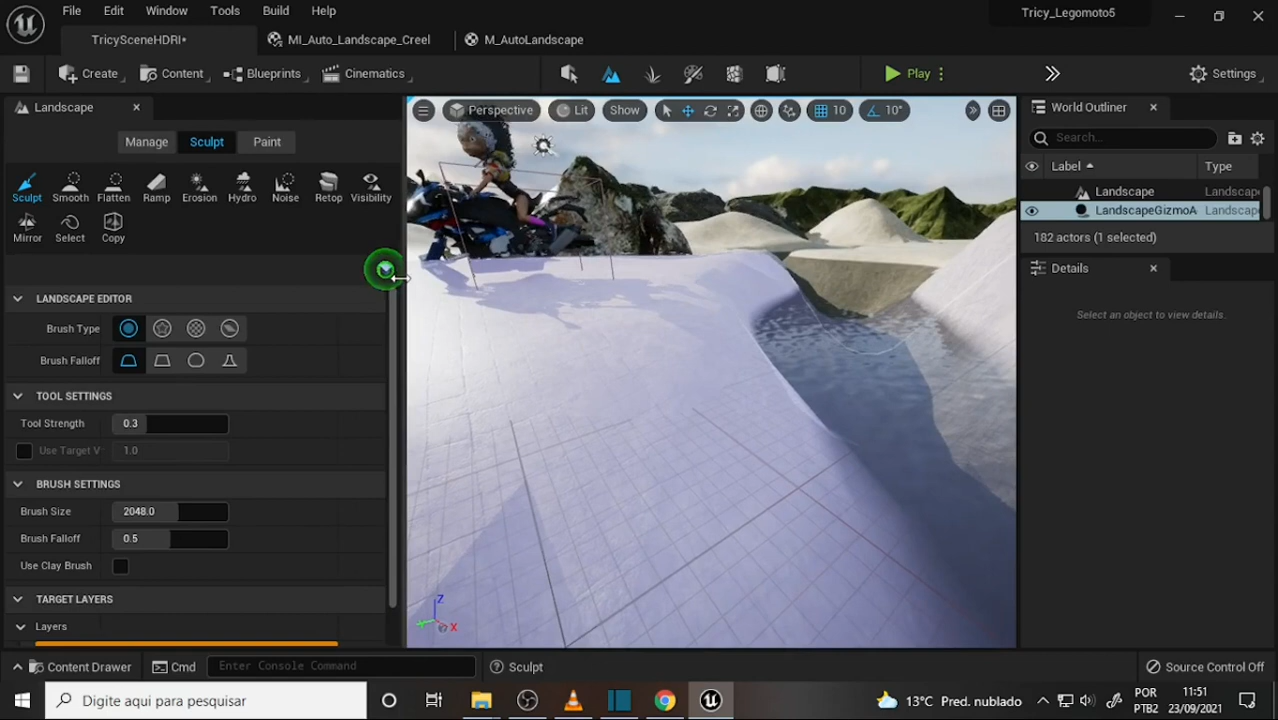 File Edit Window Tools Build Help
Tricy_Legomoto5
TricySceneHDRI•
MI_Auto_Landscape_Creel
M_AutoLandscape
Create Content Blueprints Cinematics
Play
Settings
Landscape
Manage Sculpt Paint
Sculpt Smooth Flatten Ramp Erosion Hydro Noise Retop Visibility
Mirror Select Copy
LANDSCAPE EDITOR
Brush Type
Brush Falloff
TOOL SETTINGS
Tool Strength 0.3
Use Target V 1.0
BRUSH SETTINGS
Brush Size 2048.0
Brush Falloff 0.5
Use Clay Brush
TARGET LAYERS
Layers
Perspective Lit Show 10 10°
Z
X
World Outliner
Search...
Label Type
Landscape Landscap
LandscapeGizmoA Landscap
182 actors (1 selected)
Details
Select an object to view details.
Content Drawer Cmd Enter Console Command Sculpt Source Control Off
Digite aqui para pesquisar
13°C Pred. nublado
POR
PTB2
11:51
23/09/2021